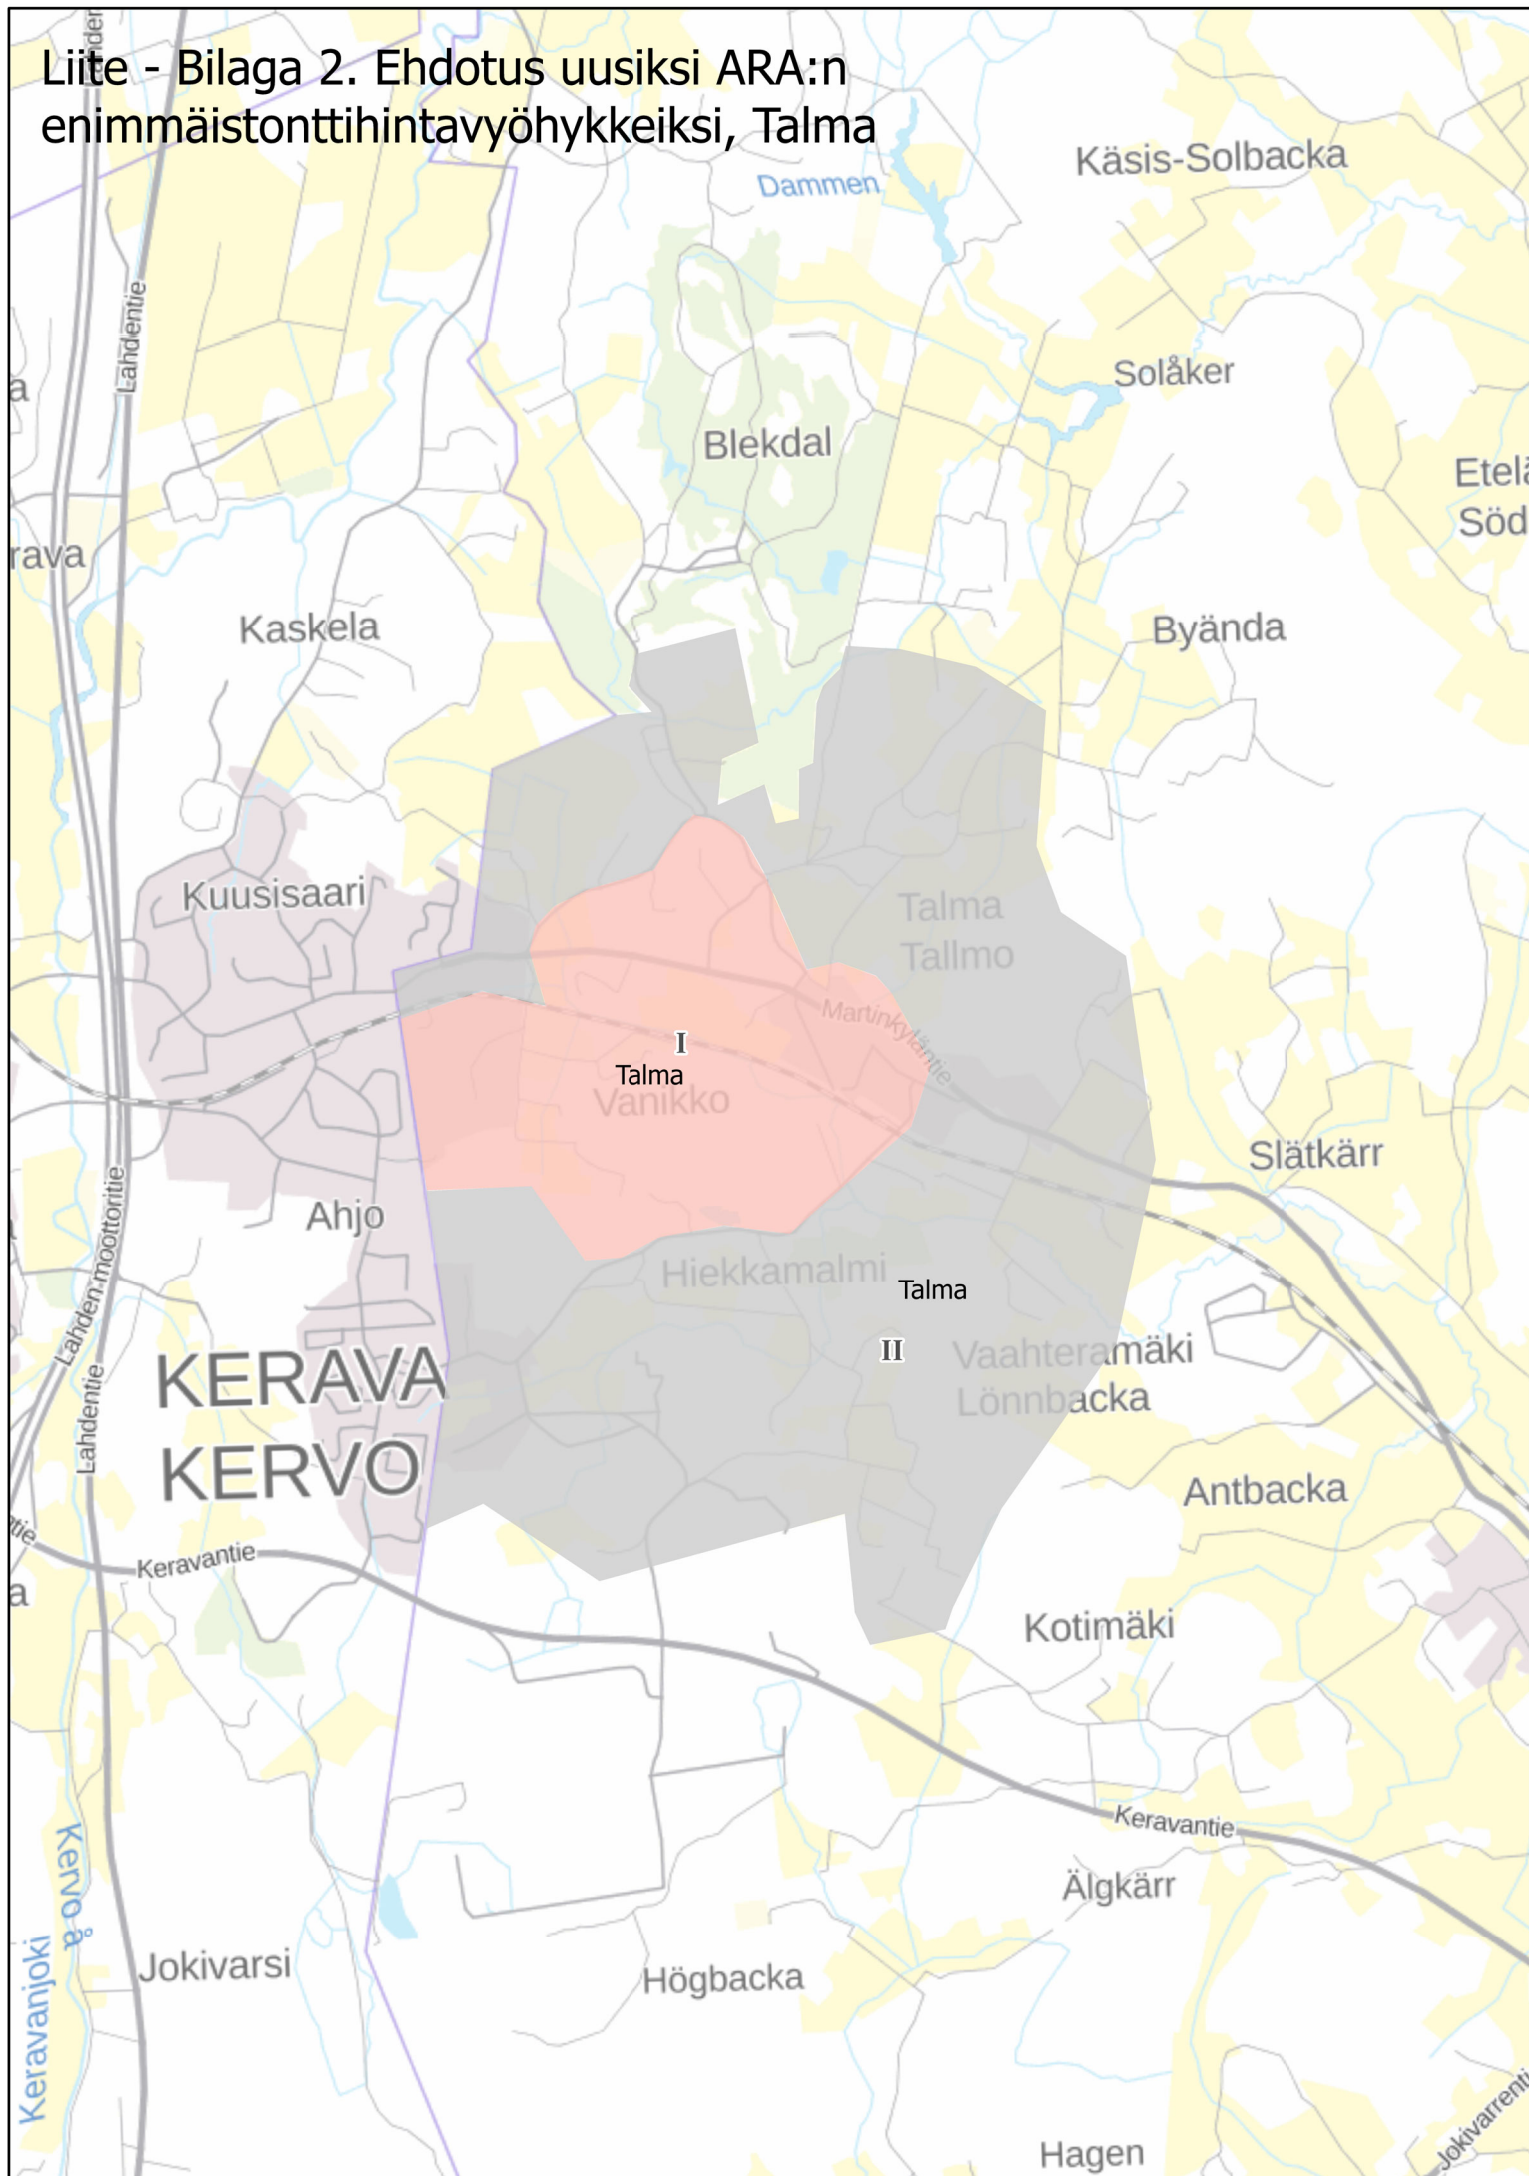 Liite - Bilaga 2. Ehdotus uusiksi ARA:n
enimmäistonttihintavyöhykkeiksi, Talma
Dammen
Käsis-Solbacka
Lahdentie
Solåker
Blekdal
Kaskela
Byända
Kuusisaari
Talma
Tallmo
Martinkyläntie
I
Talma
Vanikko
Slätkärr
Ahjo
Lahden moottoritie
Hiekkamalmi
Talma
II
Vaahteramäki
Lönnbacka
KERAVA
KERVO
Lahdentie
Antbacka
Keravantie
Kotimäki
Keravantie
Älgkärr
Kervo å
Keravanjoki
Jokivarsi
Högbacka
Hagen
Jokivarrenti